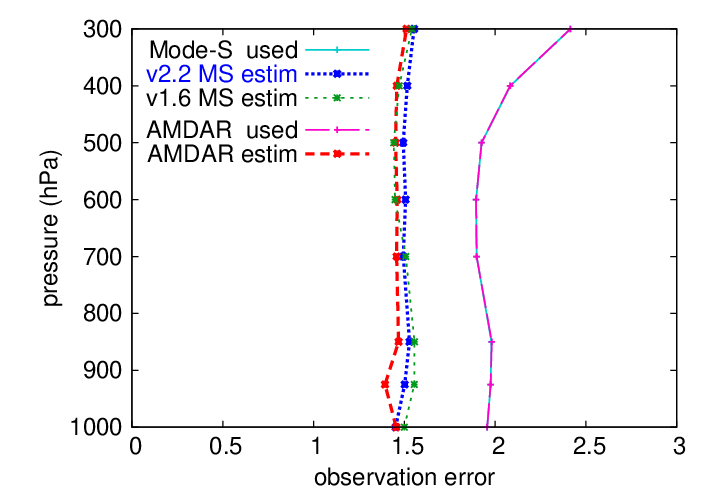 300
400
500
600
700
800
900
1000
pressure (hPa)
Mode-S used
v2.2 MS estim
v1.6 MS estim
AMDAR used
AMDAR estim
0 0.5 1 1.5 2 2.5 3
observation error